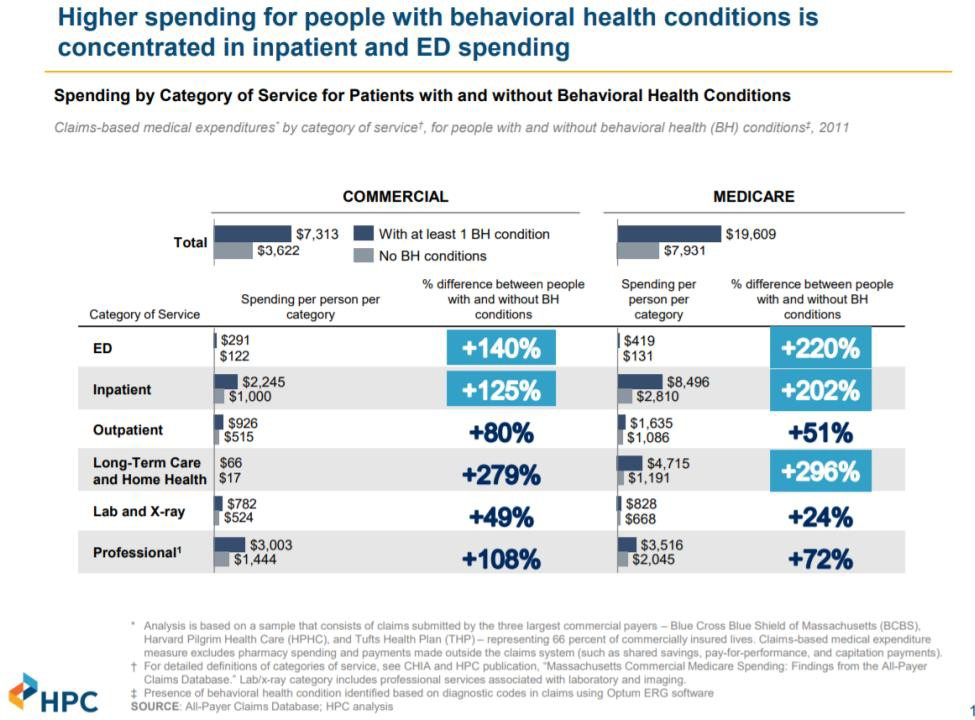 Higher spending for people with behavioral health conditions is
concentrated in inpatient and ED spending
Spending by Category of Service for Patients with and without Behavioral Health Conditions
Claims-based medical expenditures* by category of service†, for people with and without behavioral health (BH) conditions‡, 2011
COMMERCIAL
MEDICARE
Total
$7,313
$3,622
With at least 1 BH condition
No BH conditions
$19,609
$7,931
Category of Service
Spending per person per
category
% difference between people
with and without BH
conditions
Spending per
person per
category
% difference between people
with and without BH
conditions
ED
$291
$122
+140%
$419
$131
+220%
Inpatient
$2,245
$1,000
+125%
$8,496
$2,810
+202%
Outpatient
$926
$515
+80%
$1,635
$1,086
+51%
Long-Term Care
and Home Health
$66
$17
+279%
$4,715
$1,191
+296%
Lab and X-ray
$782
$524
+49%
$828
$668
+24%
Professional¹
$3,003
$1,444
+108%
$3,516
$2,045
+72%
* Analysis is based on a sample that consists of claims submitted by the three largest commercial payers – Blue Cross Blue Shield of Massachusetts (BCBS),
Harvard Pilgrim Health Care (HPHC), and Tufts Health Plan (THP) – representing 66 percent of commercially insured lives. Claims-based medical expenditure
measure excludes pharmacy spending and payments made outside the claims system (such as shared savings, pay-for-performance, and capitation payments).
† For detailed definitions of categories of service, see CHIA and HPC publication, "Massachusetts Commercial Medicare Spending: Findings from the All-Payer
Claims Database." Lab/x-ray category includes professional services associated with laboratory and imaging.
‡ Presence of behavioral health condition identified based on diagnostic codes in claims using Optum ERG software
SOURCE: All-Payer Claims Database; HPC analysis
HPC
1